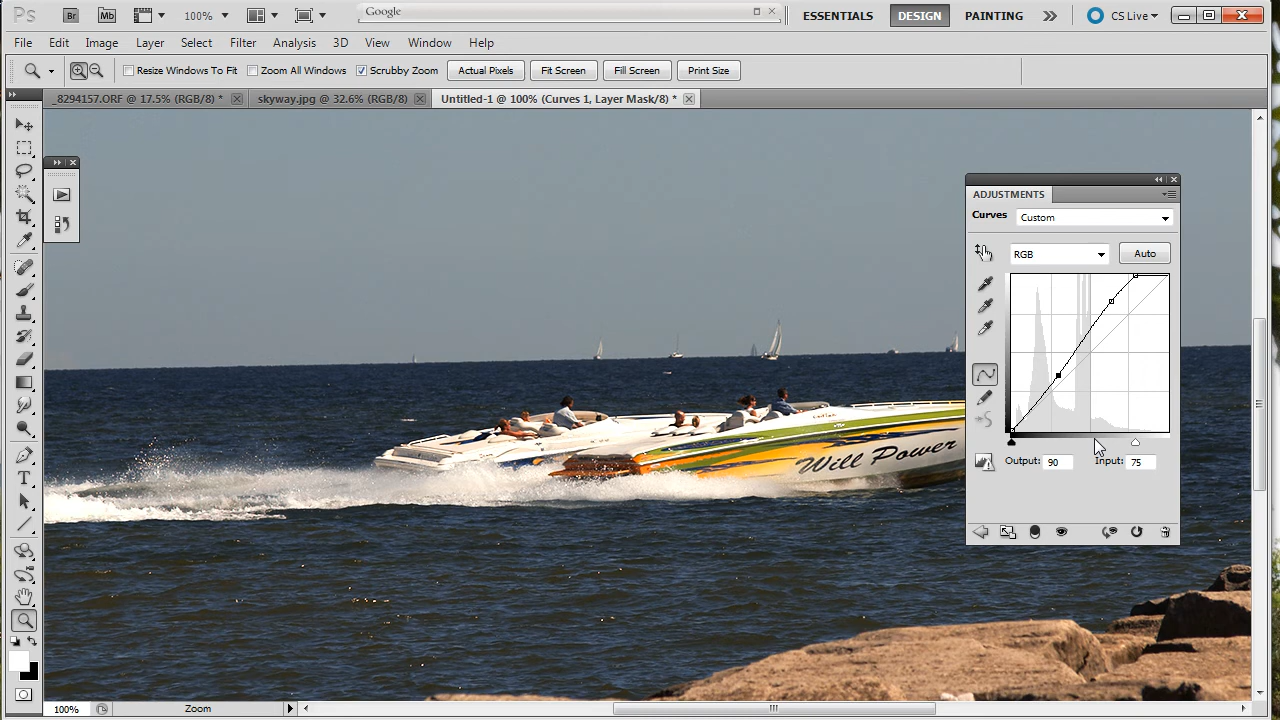 Ps Br Mb 100% Google ESSENTIALS DESIGN PAINTING CS Live
File Edit Image Layer Select Filter Analysis 3D View Window Help
Resize Windows To Fit Zoom All Windows Scrubby Zoom Actual Pixels Fit Screen Fill Screen Print Size
_8294157.ORF @ 17.5% (RGB/8) * skyway.jpg @ 32.6% (RGB/8) Untitled-1 @ 100% (Curves 1, Layer Mask/8) *
ADJUSTMENTS
Curves Custom
RGB Auto
Output: 90 Input: 75
Will Power
100% Zoom